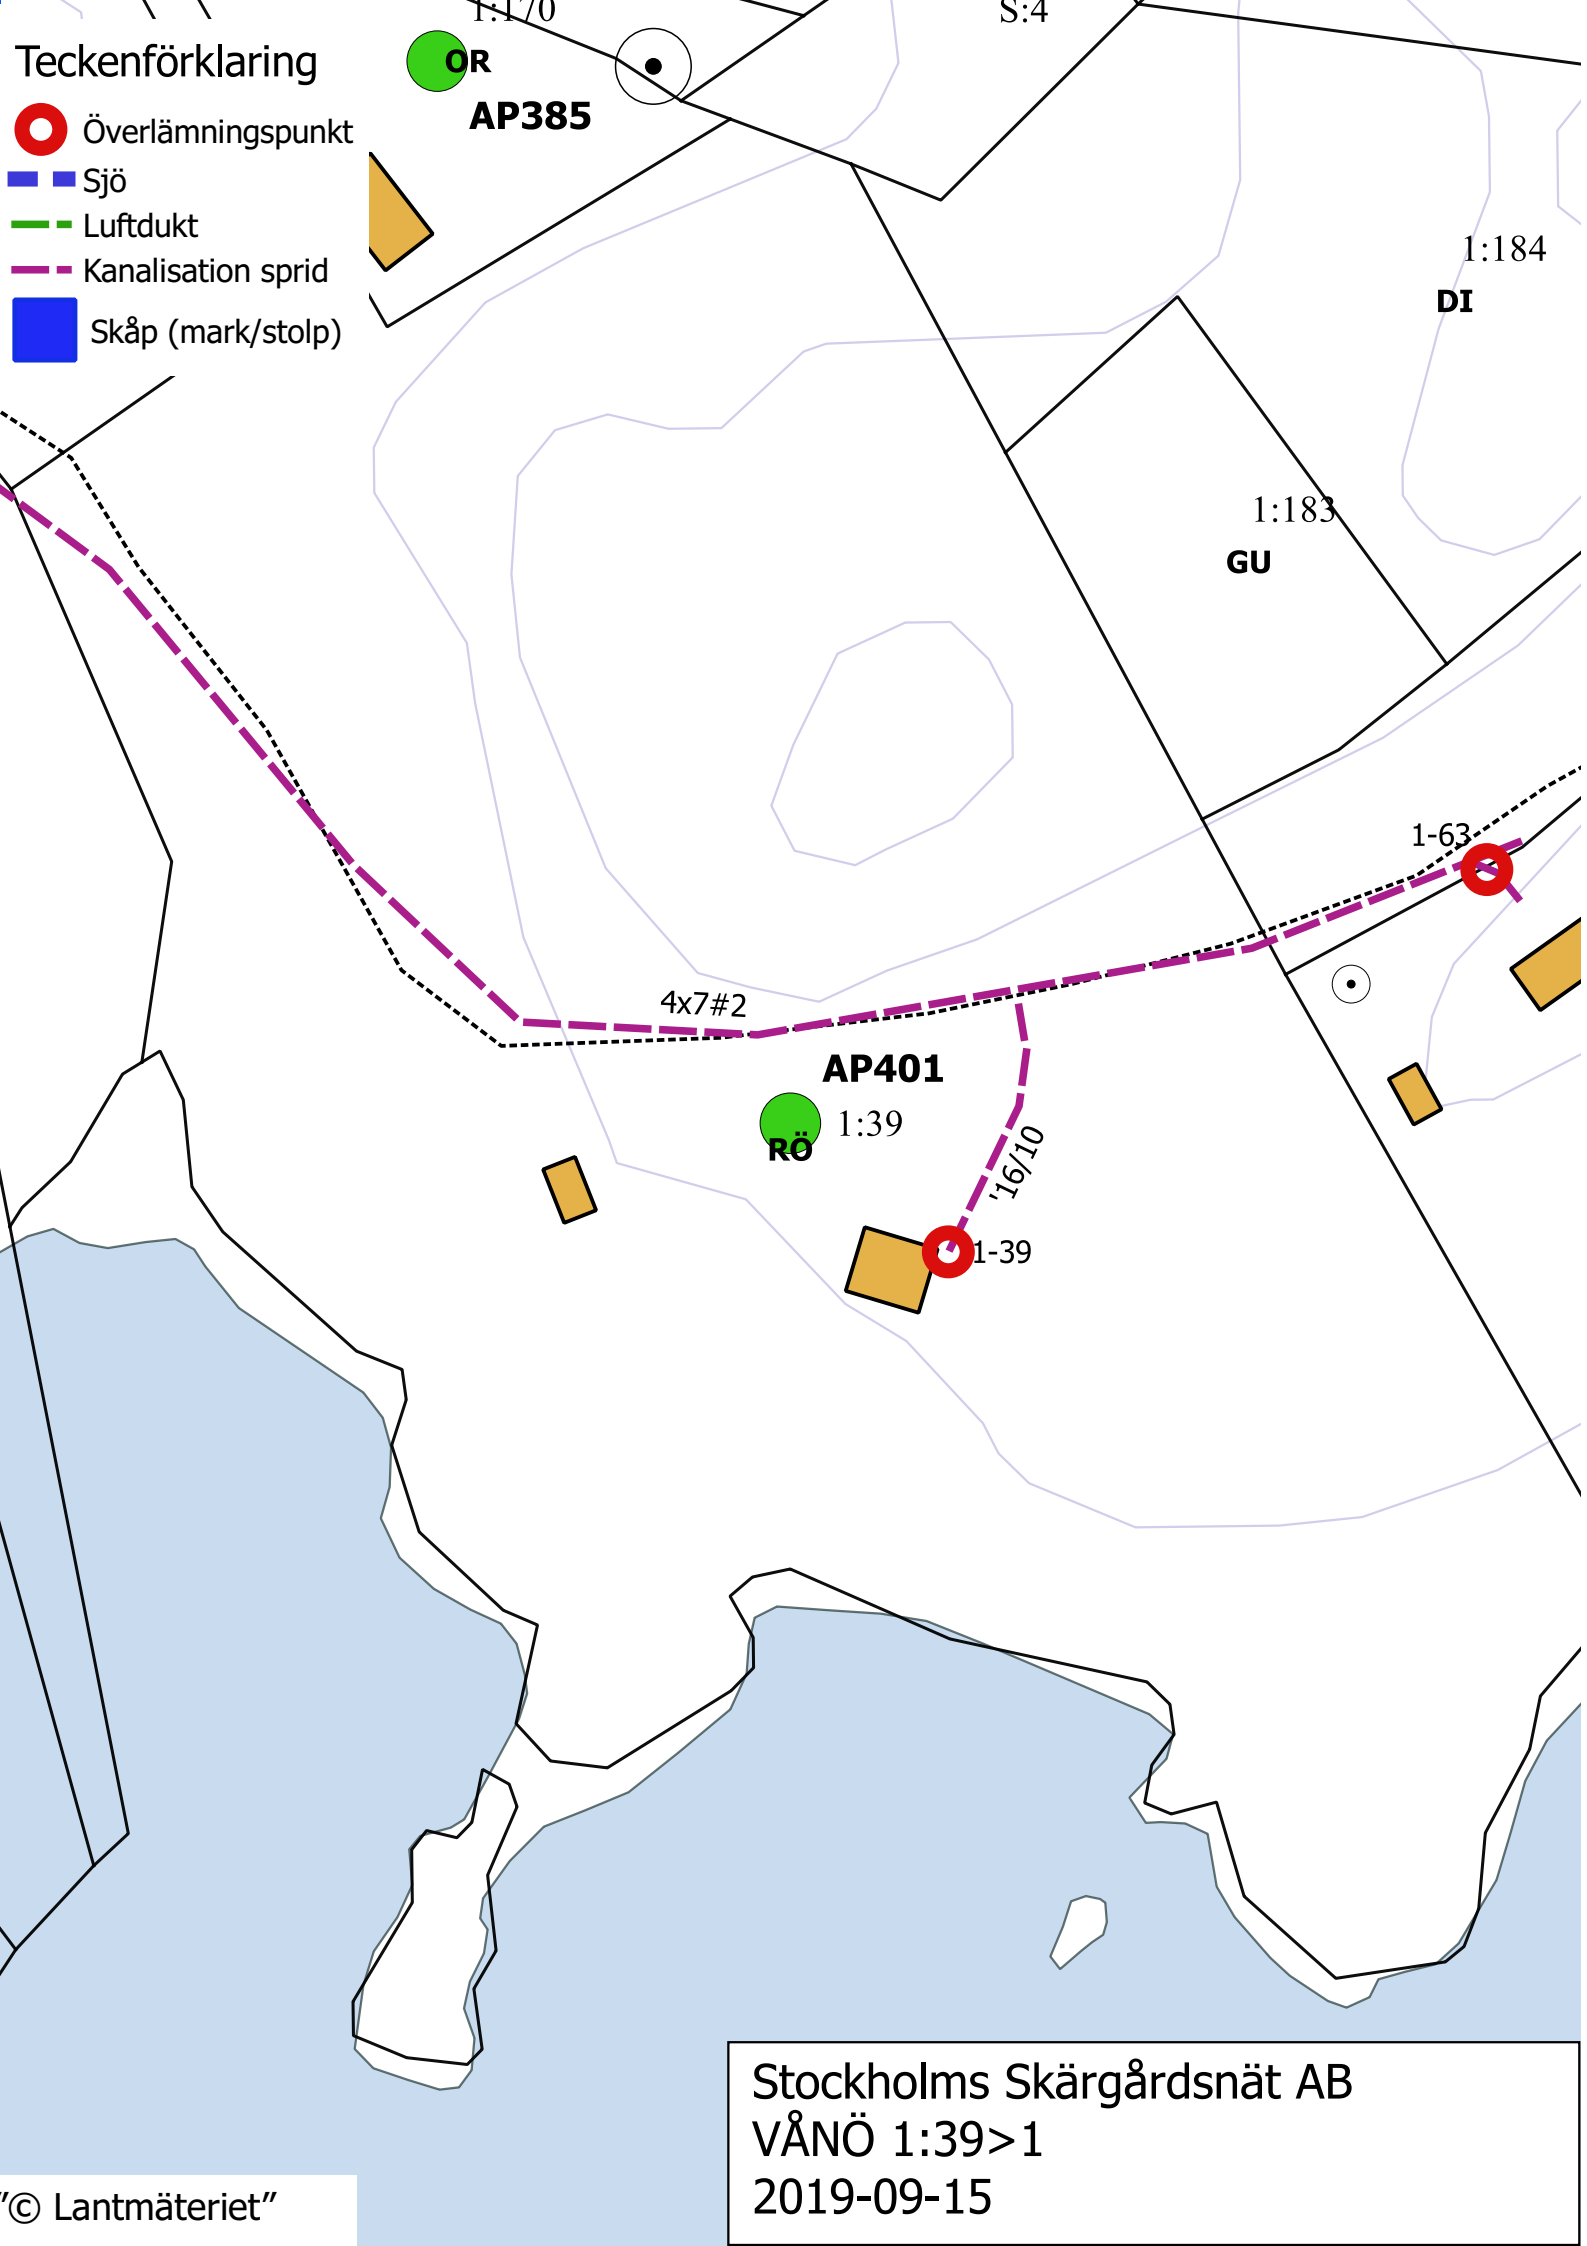 1:170
S:4
Teckenförklaring
OR
AP385
Överlämningspunkt
Sjö
Luftdukt
Kanalisation sprid
Skåp (mark/stolp)
1:184
DI
1:183
GU
1-63
4x7#2
AP401
1:39
RÖ
'16/10
1-39
Stockholms Skärgårdsnät AB
VÅNÖ 1:39>1
2019-09-15
"© Lantmäteriet"